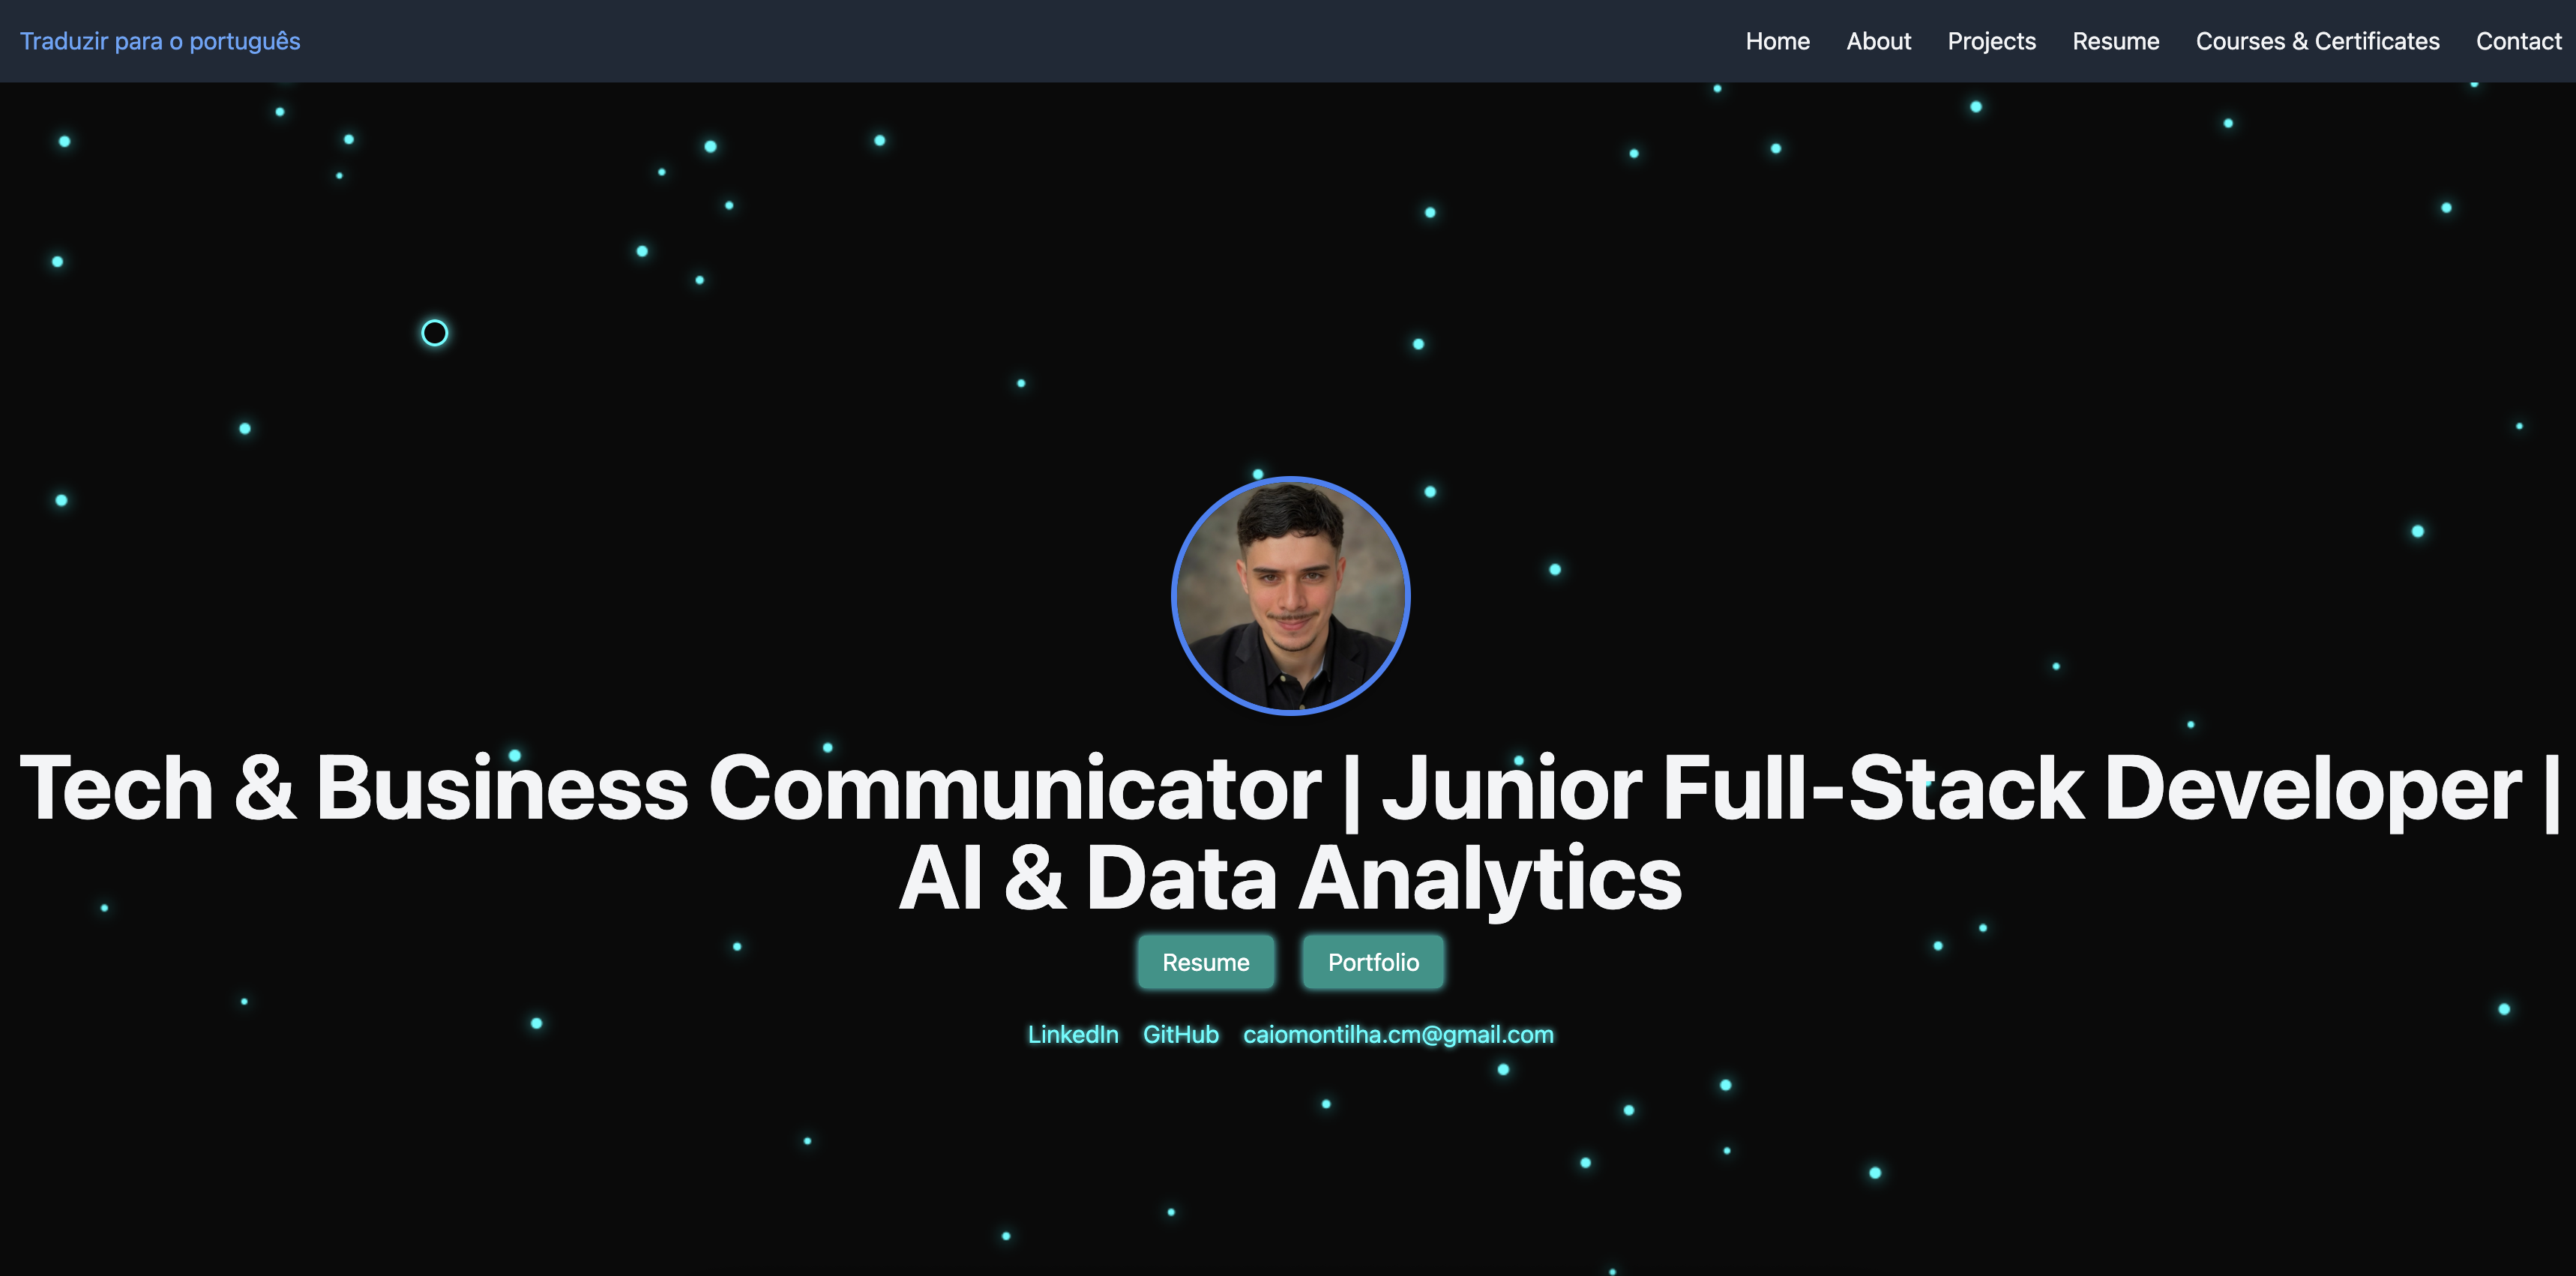 Traduzir para o português
Home About Projects Resume Courses & Certificates Contact
Tech & Business Communicator | Junior Full-Stack Developer |
AI & Data Analytics
Resume Portfolio
LinkedIn GitHub caiomontilha.cm@gmail.com